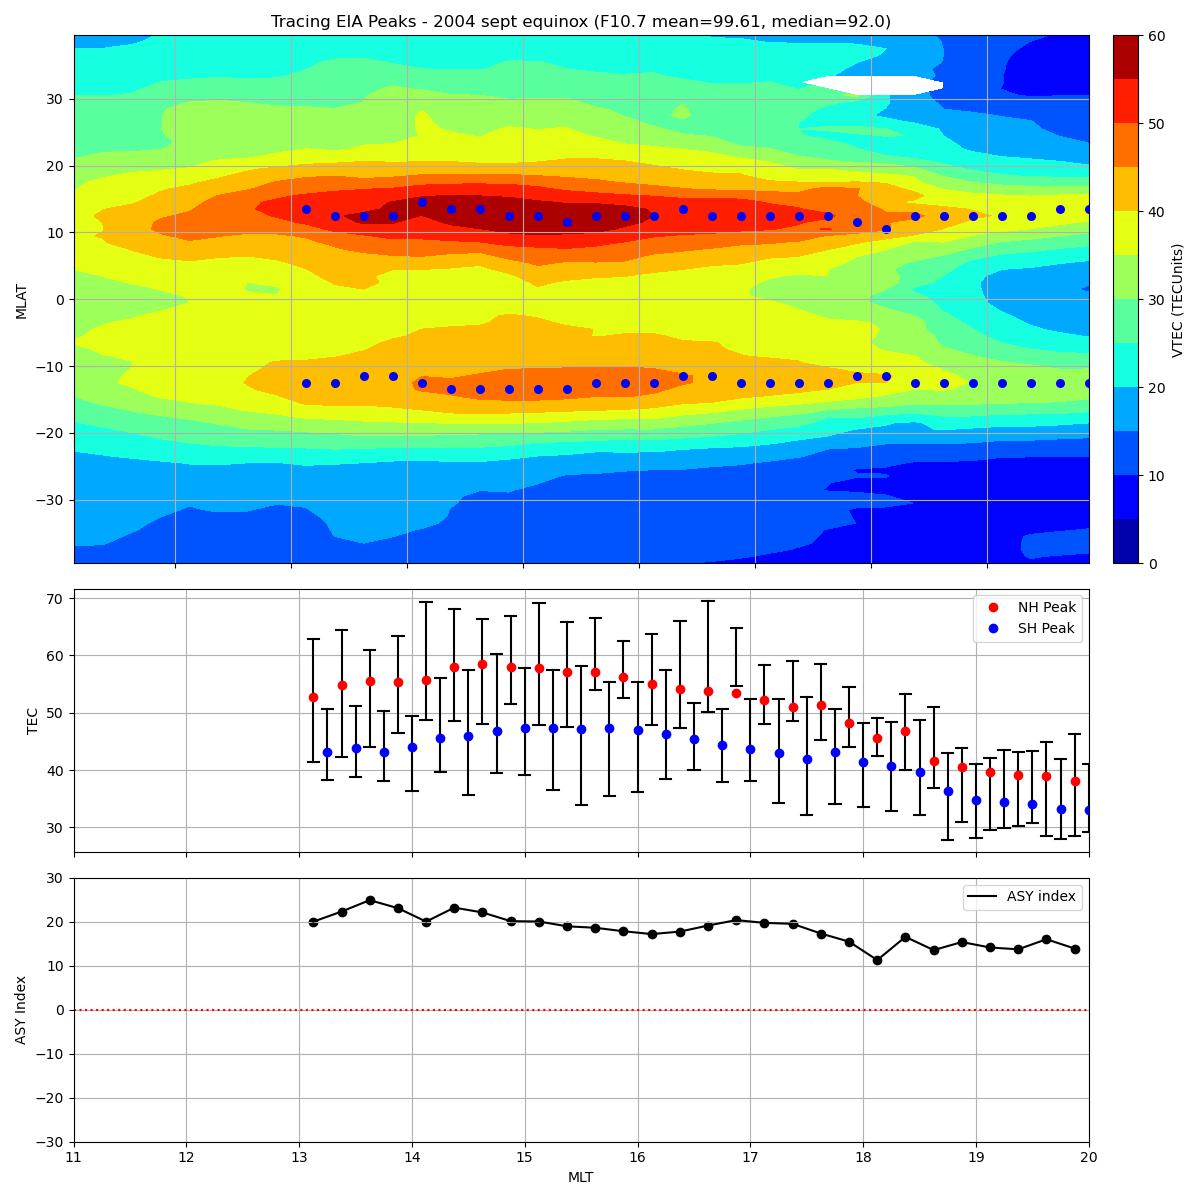 Tracing EIA Peaks - 2004 sept equinox (F10.7 mean=99.61, median=92.0)
MLAT
30
20
10
0
−10
−20
−30
60
50
40
30
20
10
0
VTEC (TECUnits)
TEC
70
60
50
40
30
NH Peak
SH Peak
ASY Index
30
20
10
0
−10
−20
−30
ASY index
11 12 13 14 15 16 17 18 19 20
MLT